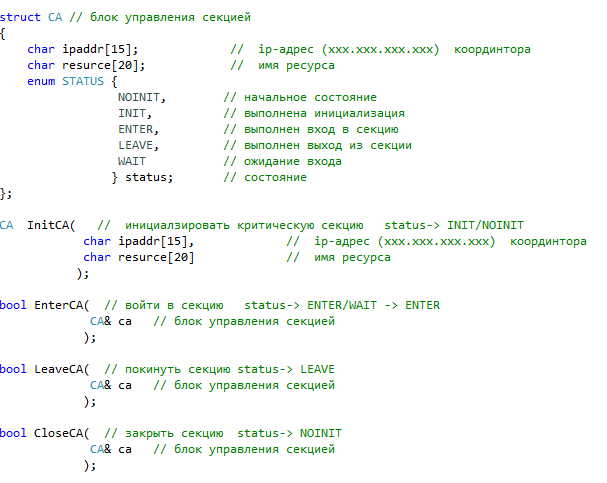 struct CA // блок управления секцией
{
char ipaddr[15]; // ip-адрес (xxx.xxx.xxx.xxx) координтора
char resurce[20]; // имя ресурса
enum STATUS {
NOINIT, // начальное состояние
INIT, // выполнена инициализация
ENTER, // выполнен вход в секцию
LEAVE, // выполнен выход из секции
WAIT // ожидание входа
} status; // состояние
};
CA InitCA( // инициалзировать критическую секцию status-> INIT/NOINIT
char ipaddr[15], // ip-адрес (xxx.xxx.xxx.xxx) координтора
char resurce[20] // имя ресурса
);
bool EnterCA( // войти в секцию status-> ENTER/WAIT -> ENTER
CA& ca // блок управления секцией
);
bool LeaveCA( // покинуть секцию status-> LEAVE
CA& ca // блок управления секцией
);
bool CloseCA( // закрыть секцию status-> NOINIT
CA& ca // блок управления секцией
);